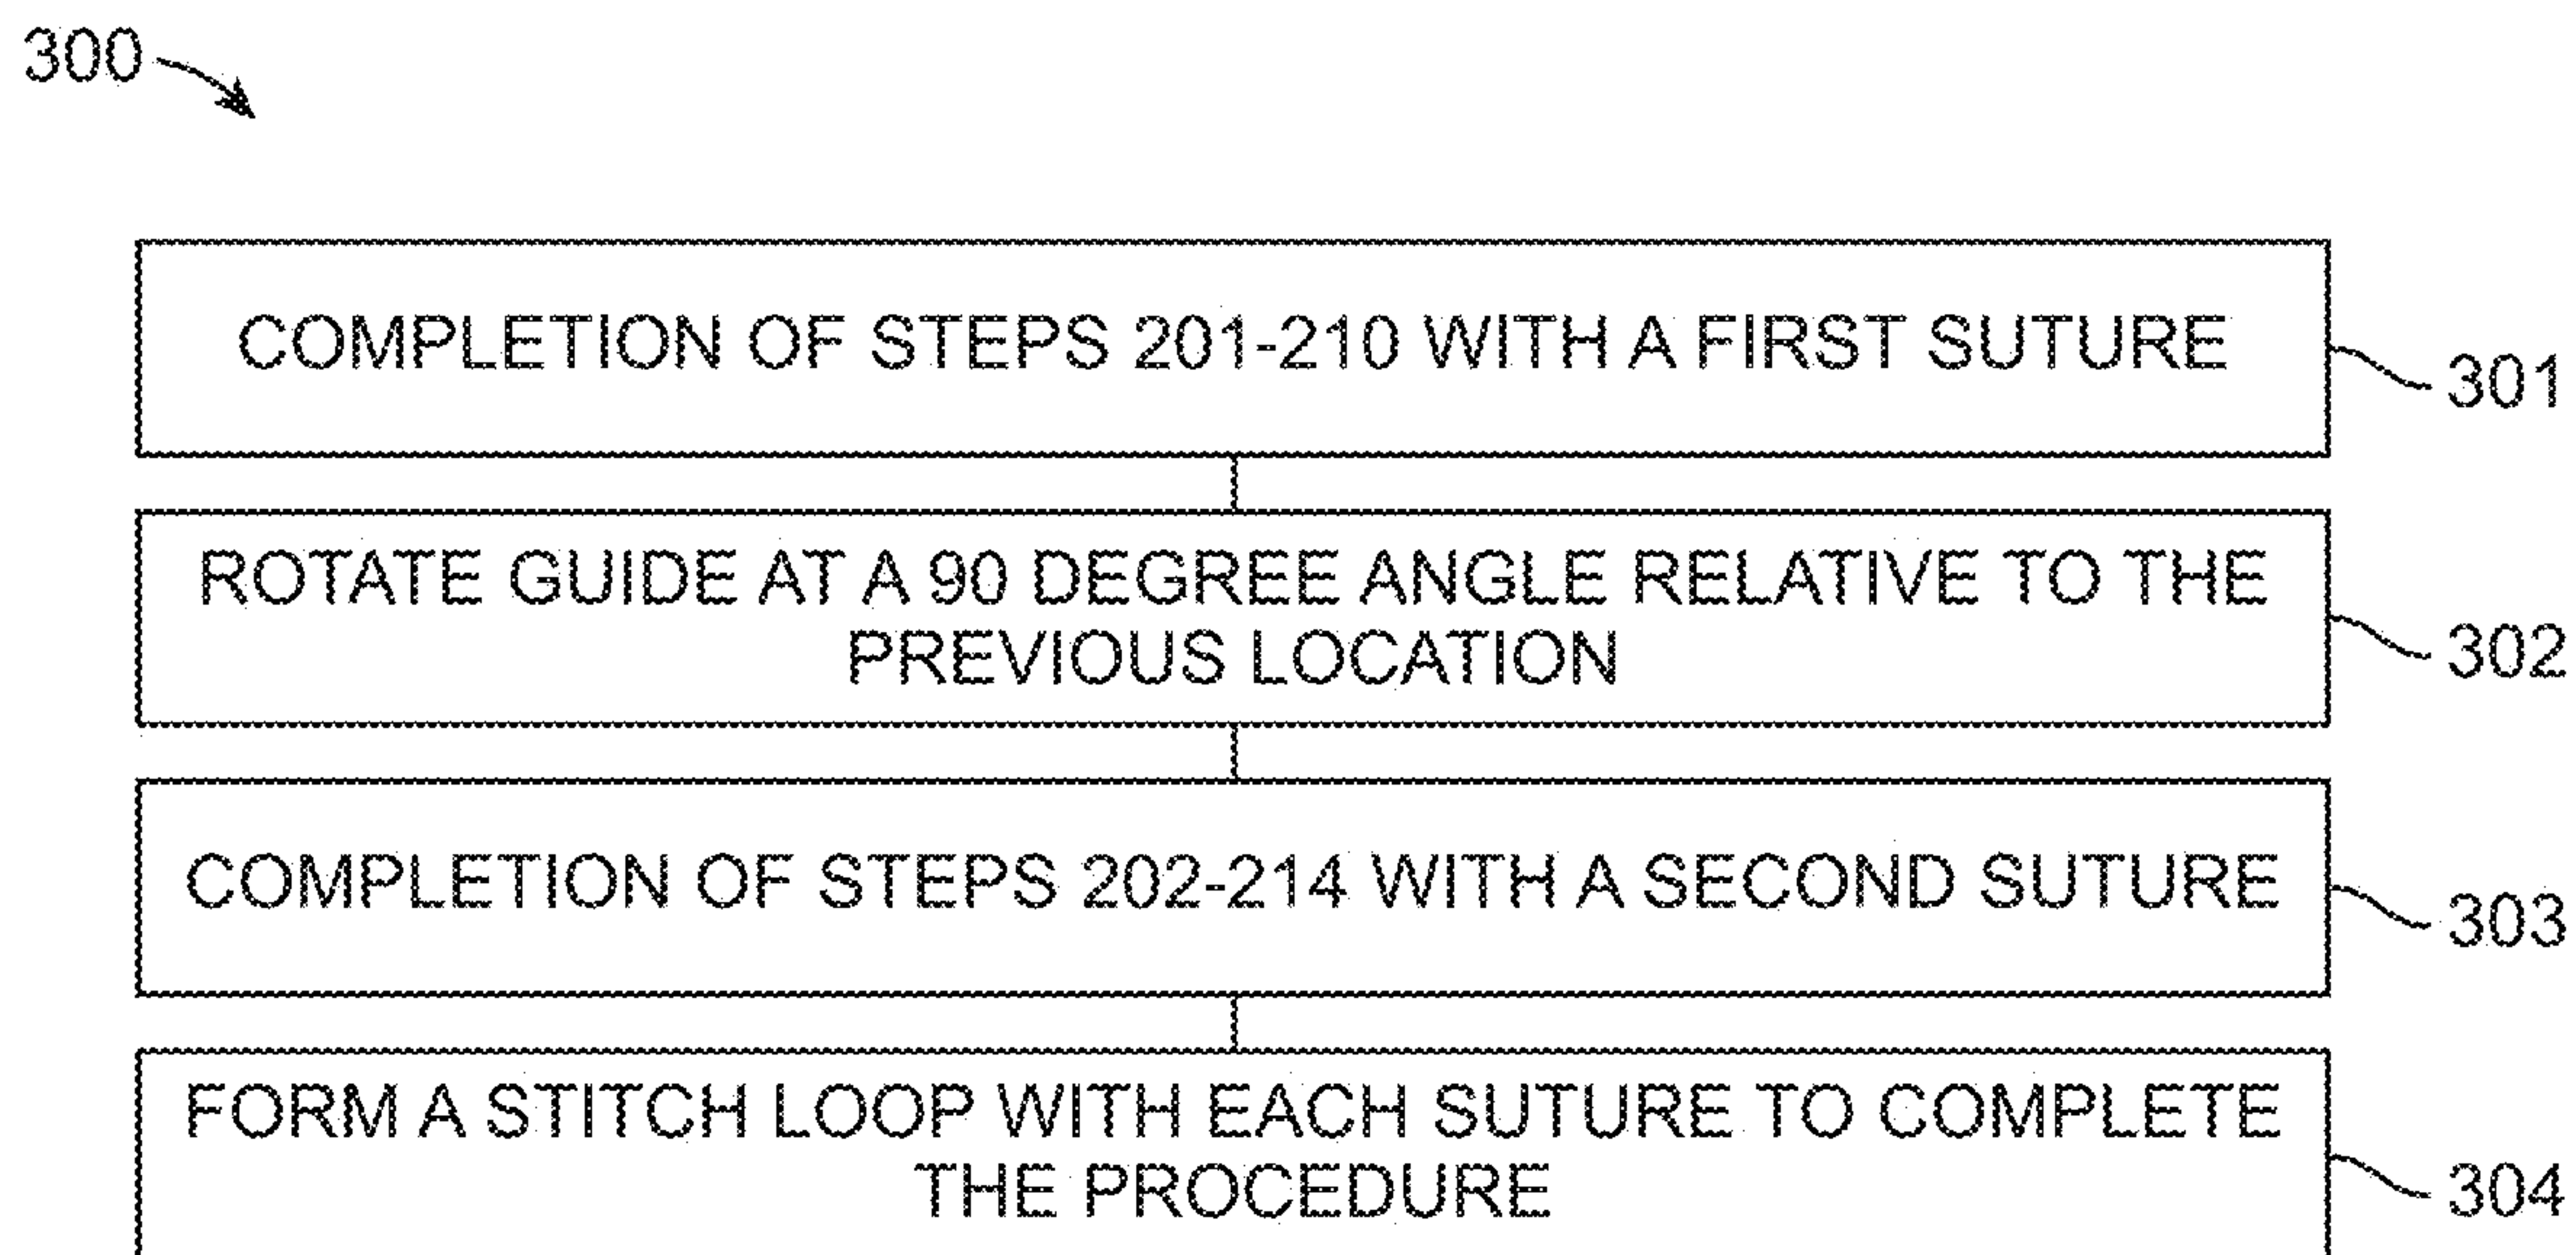 300
COMPLETION OF STEPS 201-210 WITH A FIRST SUTURE
301
ROTATE GUIDE AT A 90 DEGREE ANGLE RELATIVE TO THE
PREVIOUS LOCATION
302
COMPLETION OF STEPS 202-214 WITH A SECOND SUTURE
303
FORM A STITCH LOOP WITH EACH SUTURE TO COMPLETE
THE PROCEDURE
304